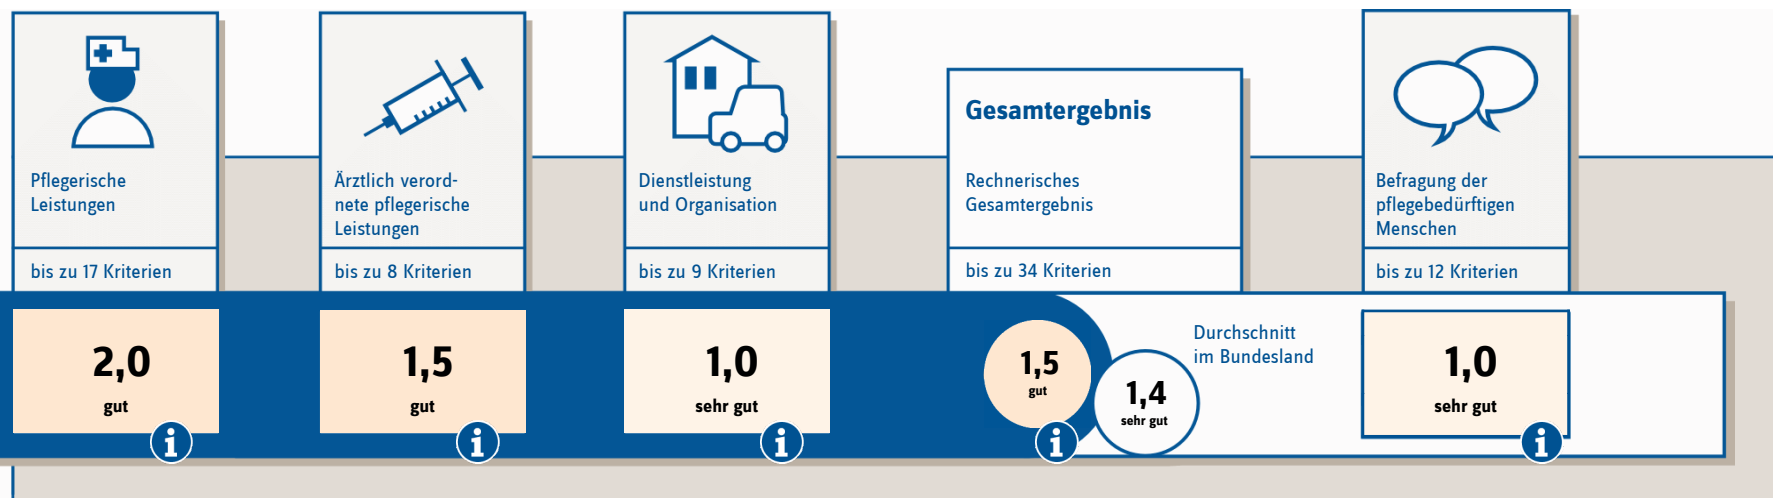 Pflegerische
Leistungen
bis zu 17 Kriterien
2,0
gut
i
Ärztlich verord-
nete pflegerische
Leistungen
bis zu 8 Kriterien
1,5
gut
i
Dienstleistung
und Organisation
bis zu 9 Kriterien
1,0
sehr gut
i
Gesamtergebnis
Rechnerisches
Gesamtergebnis
bis zu 34 Kriterien
1,5
gut
i
1,4
sehr gut
Durchschnitt
im Bundesland
Befragung der
pflegebedürftigen
Menschen
bis zu 12 Kriterien
1,0
sehr gut
i